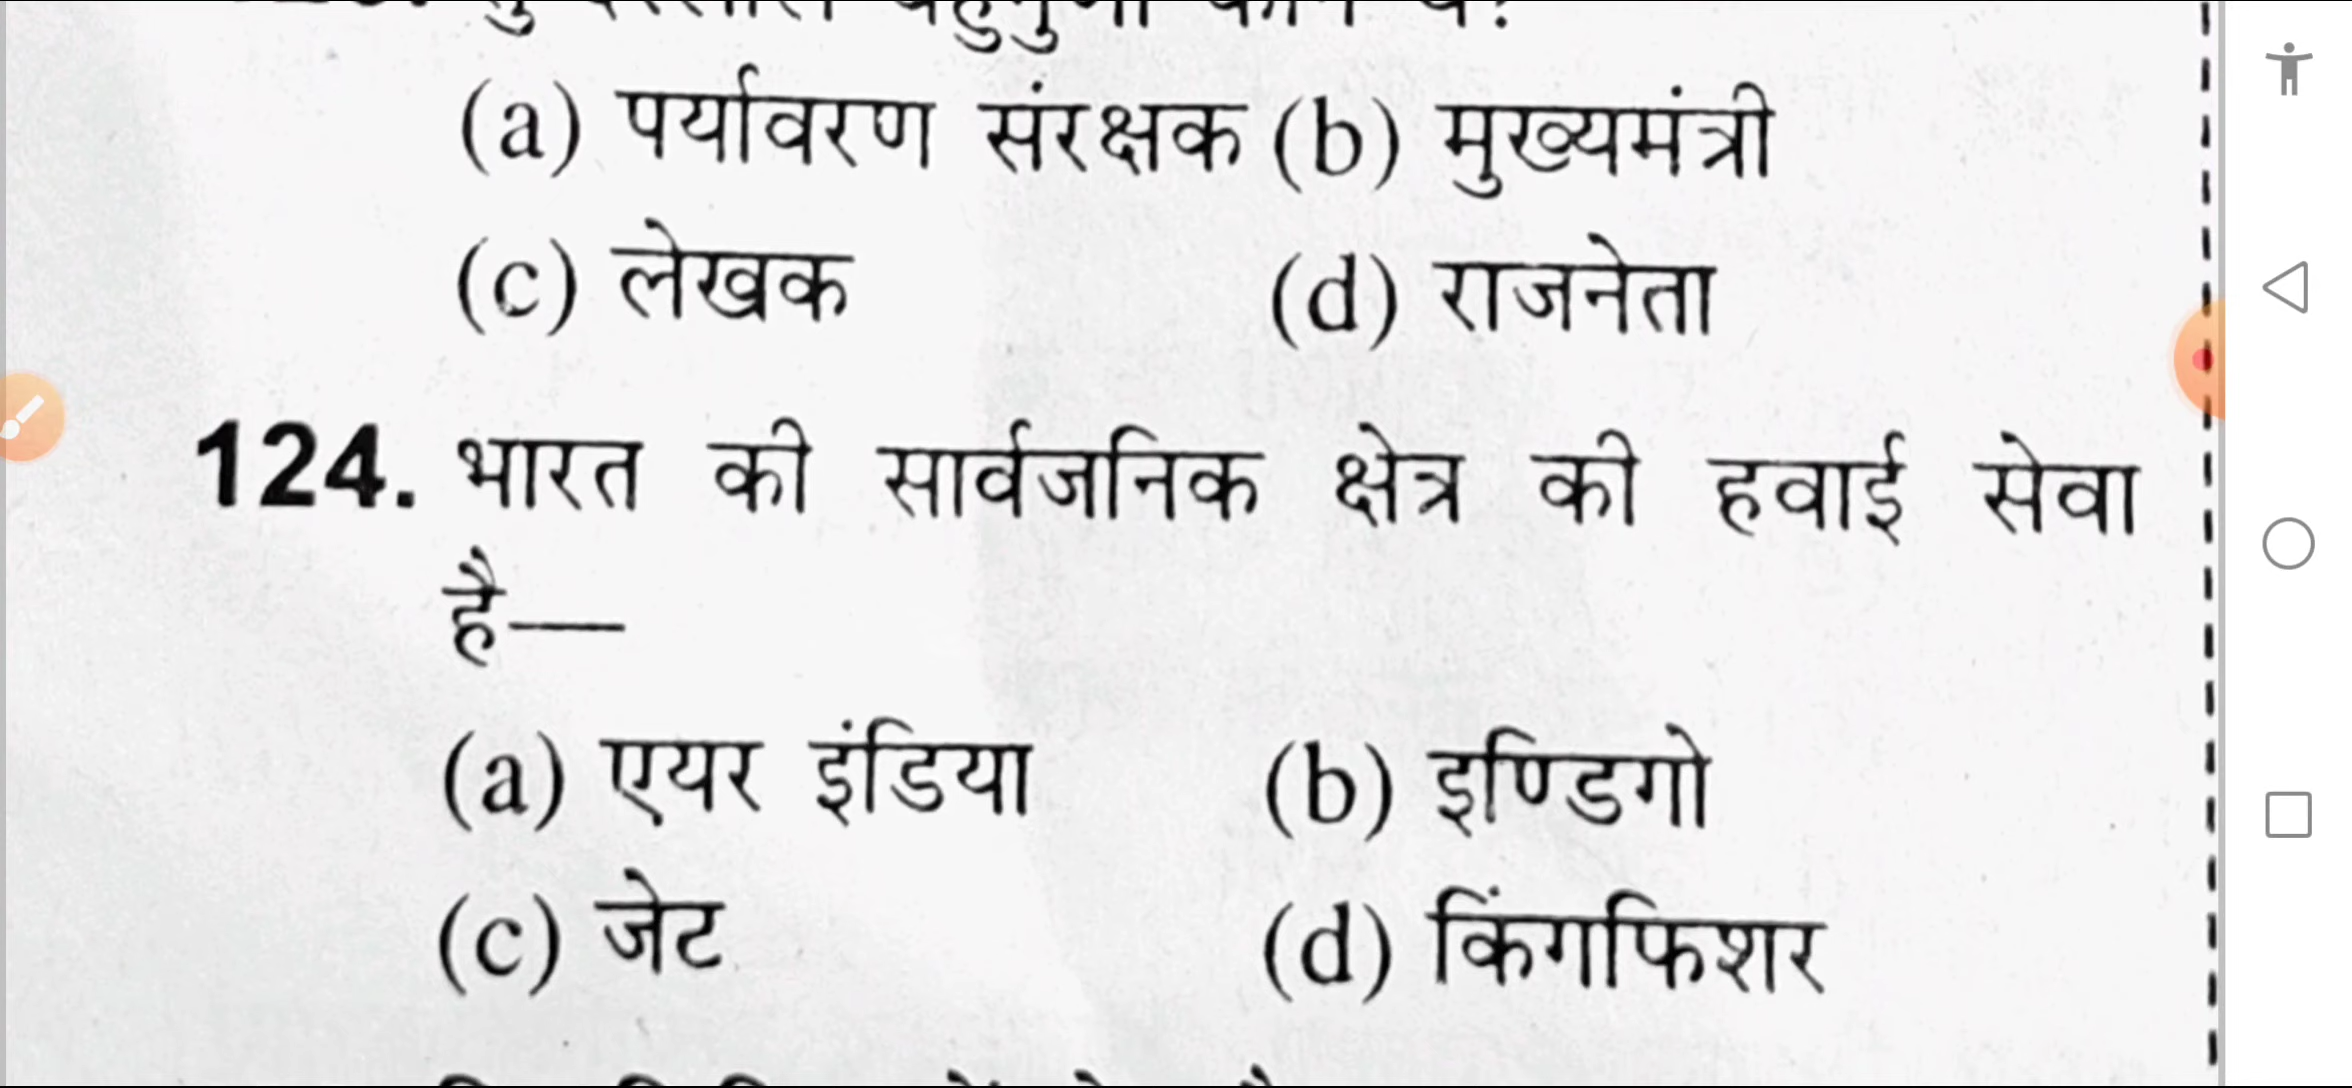 (a) पर्यावरण संरक्षक (b) मुख्यमंत्री
(c) लेखक (d) राजनेता
124. भारत की सार्वजनिक क्षेत्र की हवाई सेवा
है—
(a) एयर इंडिया (b) इण्डिगो
(c) जेट (d) किंगफिशर